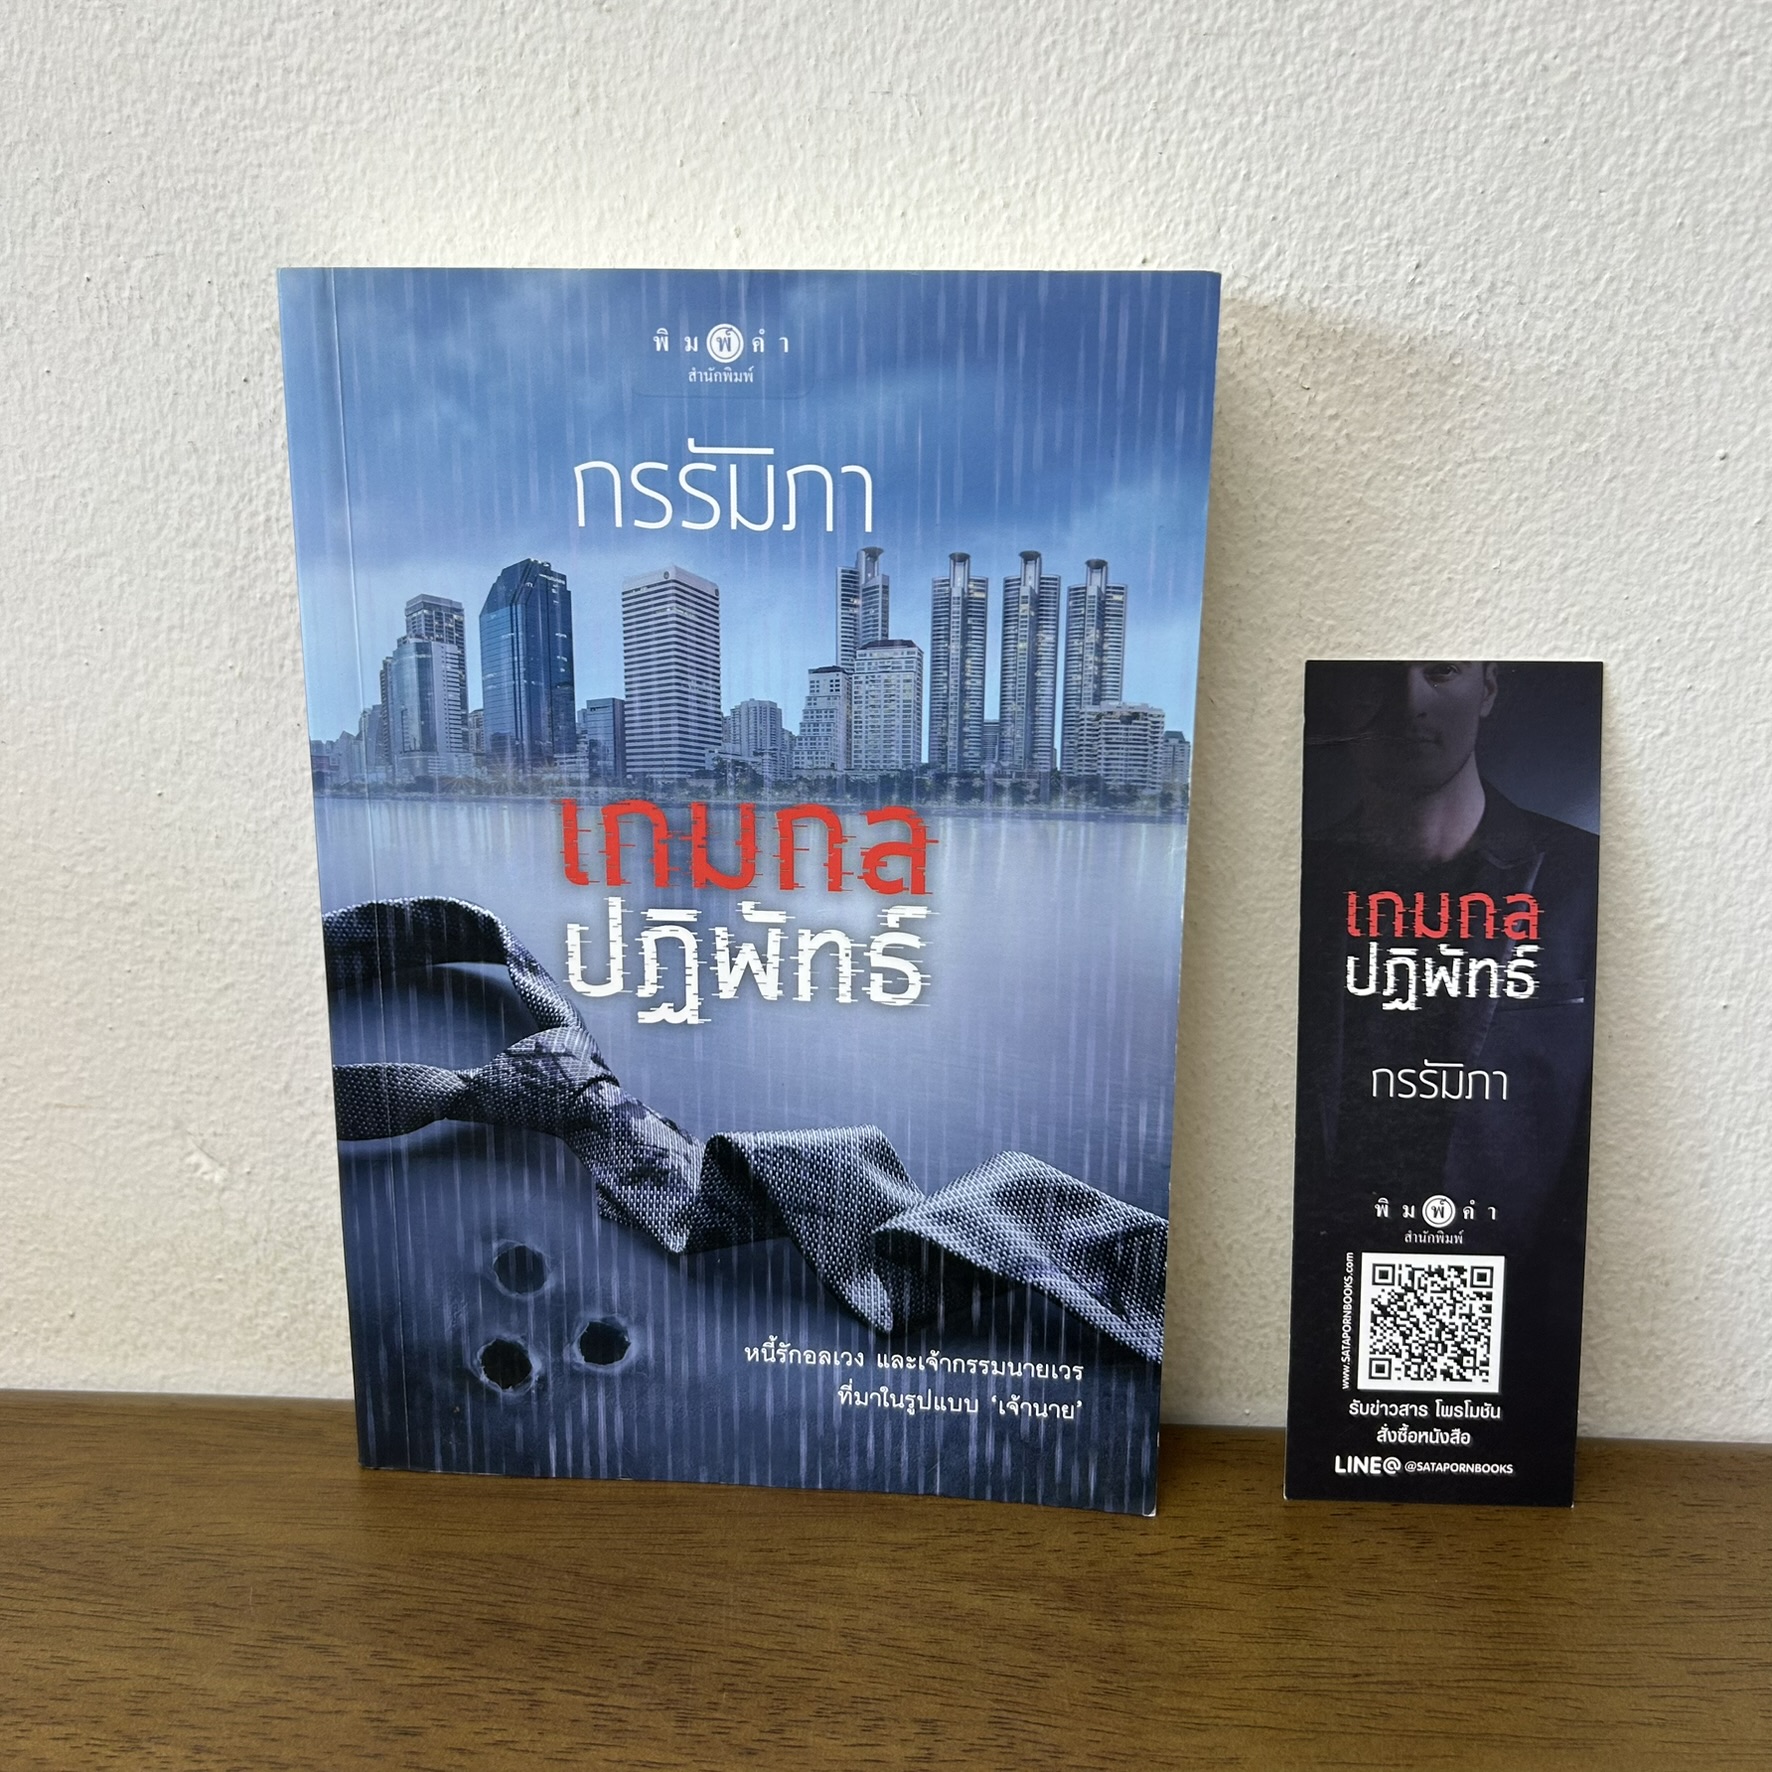 พิมพ์คำ
สำนักพิมพ์
กรรัมภา
เกมกล
ปฏิพัทธ์
หนี้รักอลเวง และเจ้ากรรมนายเวร
ที่มาในรูปแบบ ‘เจ้านาย’
เกมกล
ปฏิพัทธ์
กรรัมภา
พิมพ์คำ
สำนักพิมพ์
www.SATAPORNBOOKS.com
รับข่าวสาร โพรโมชัน
สั่งซื้อหนังสือ
LINE@ @SATAPORNBOOKS